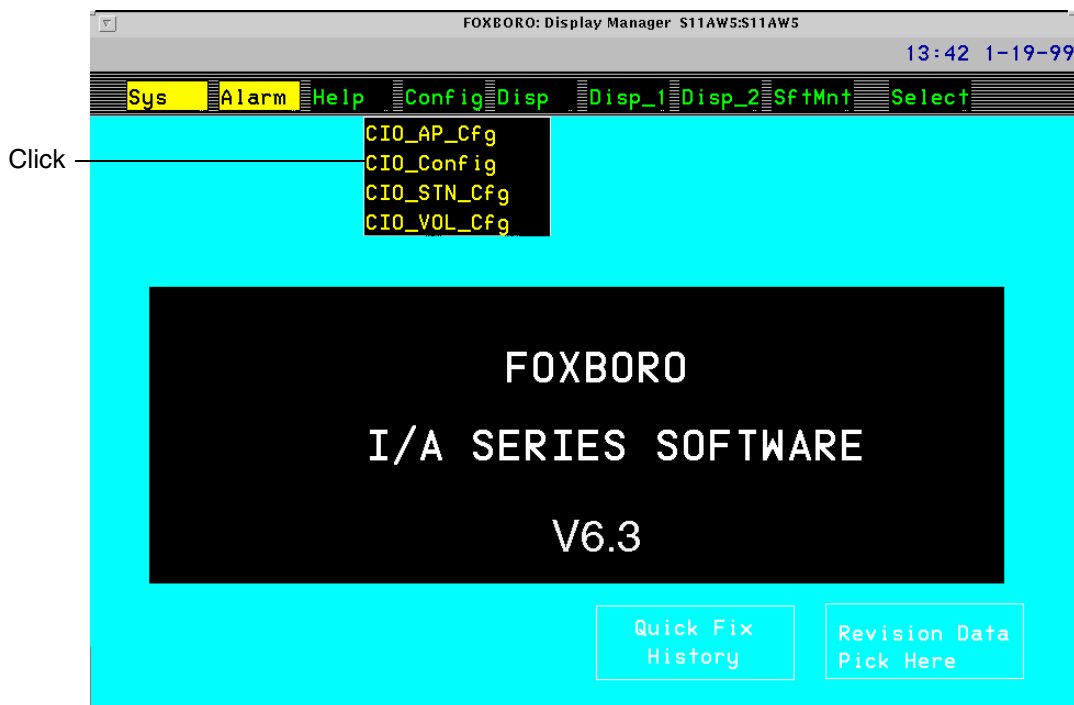 FOXBORO: Display Manager S11AW5:S11AW5
13:42 1-19-99
Sys Alarm Help Config Disp Disp_1 Disp_2 SftMnt Select
CIO_AP_Cfg
Click
CIO_Config
CIO_STN_Cfg
CIO_VOL_Cfg
FOXBORO
I/A SERIES SOFTWARE
V6.3
Quick Fix
History
Revision Data
Pick Here